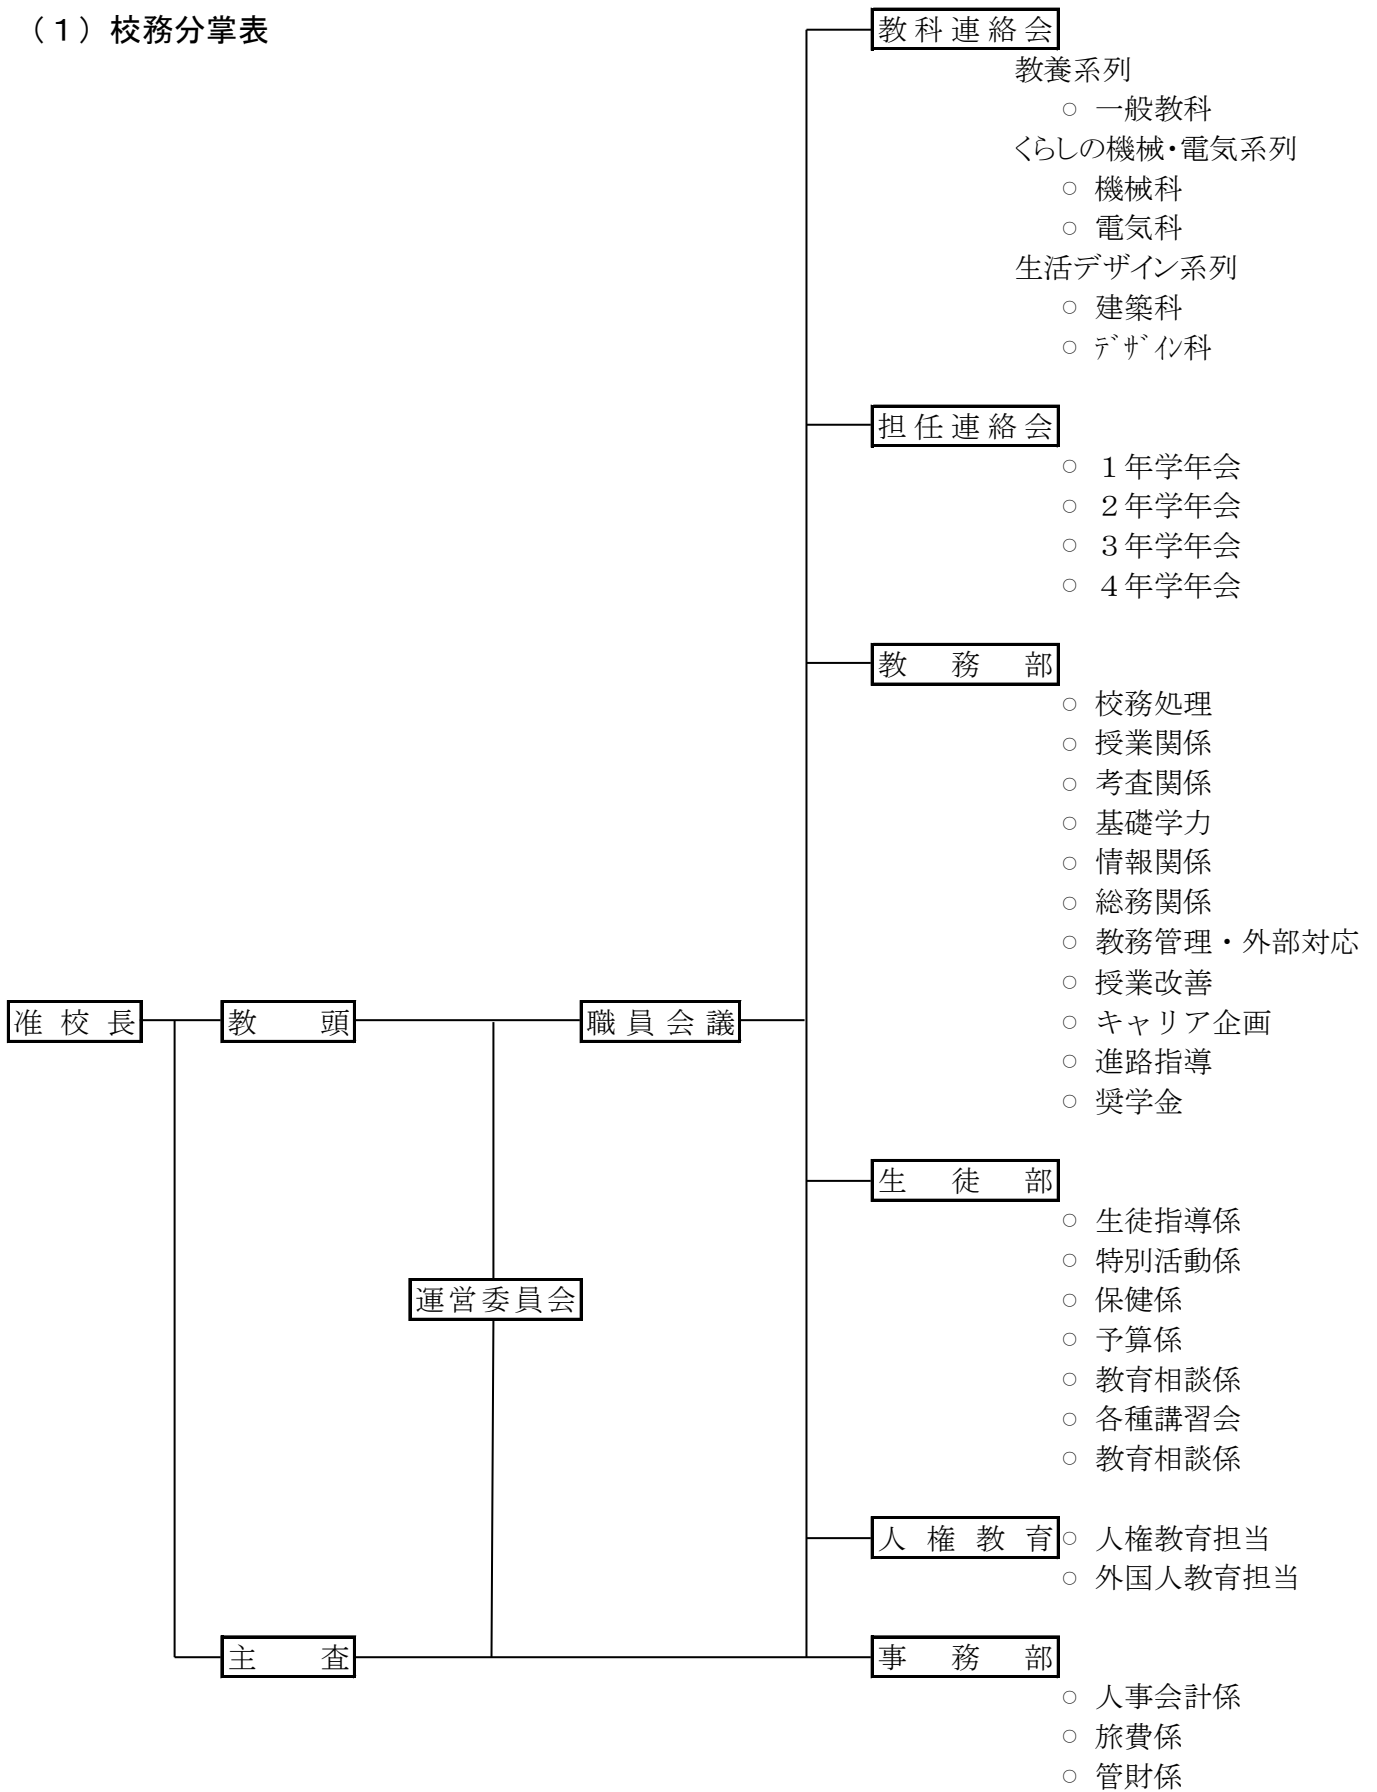 （１）校務分掌表
教科連絡会
教養系列
○ 一般教科
くらしの機械・電気系列
○ 機械科
○ 電気科
生活デザイン系列
○ 建築科
○ ﾃﾞｻﾞｲﾝ科
担任連絡会
○ １年学年会
○ ２年学年会
○ ３年学年会
○ ４年学年会
教務部
○ 校務処理
○ 授業関係
○ 考査関係
○ 基礎学力
○ 情報関係
○ 総務関係
○ 教務管理・外部対応
○ 授業改善
准校長 教頭 職員会議
○ キャリア企画
○ 進路指導
○ 奨学金
生徒部
○ 生徒指導係
○ 特別活動係
運営委員会
○ 保健係
○ 予算係
○ 教育相談係
○ 各種講習会
○ 教育相談係
人権教育 ○ 人権教育担当
○ 外国人教育担当
主査 事務部
○ 人事会計係
○ 旅費係
○ 管財係